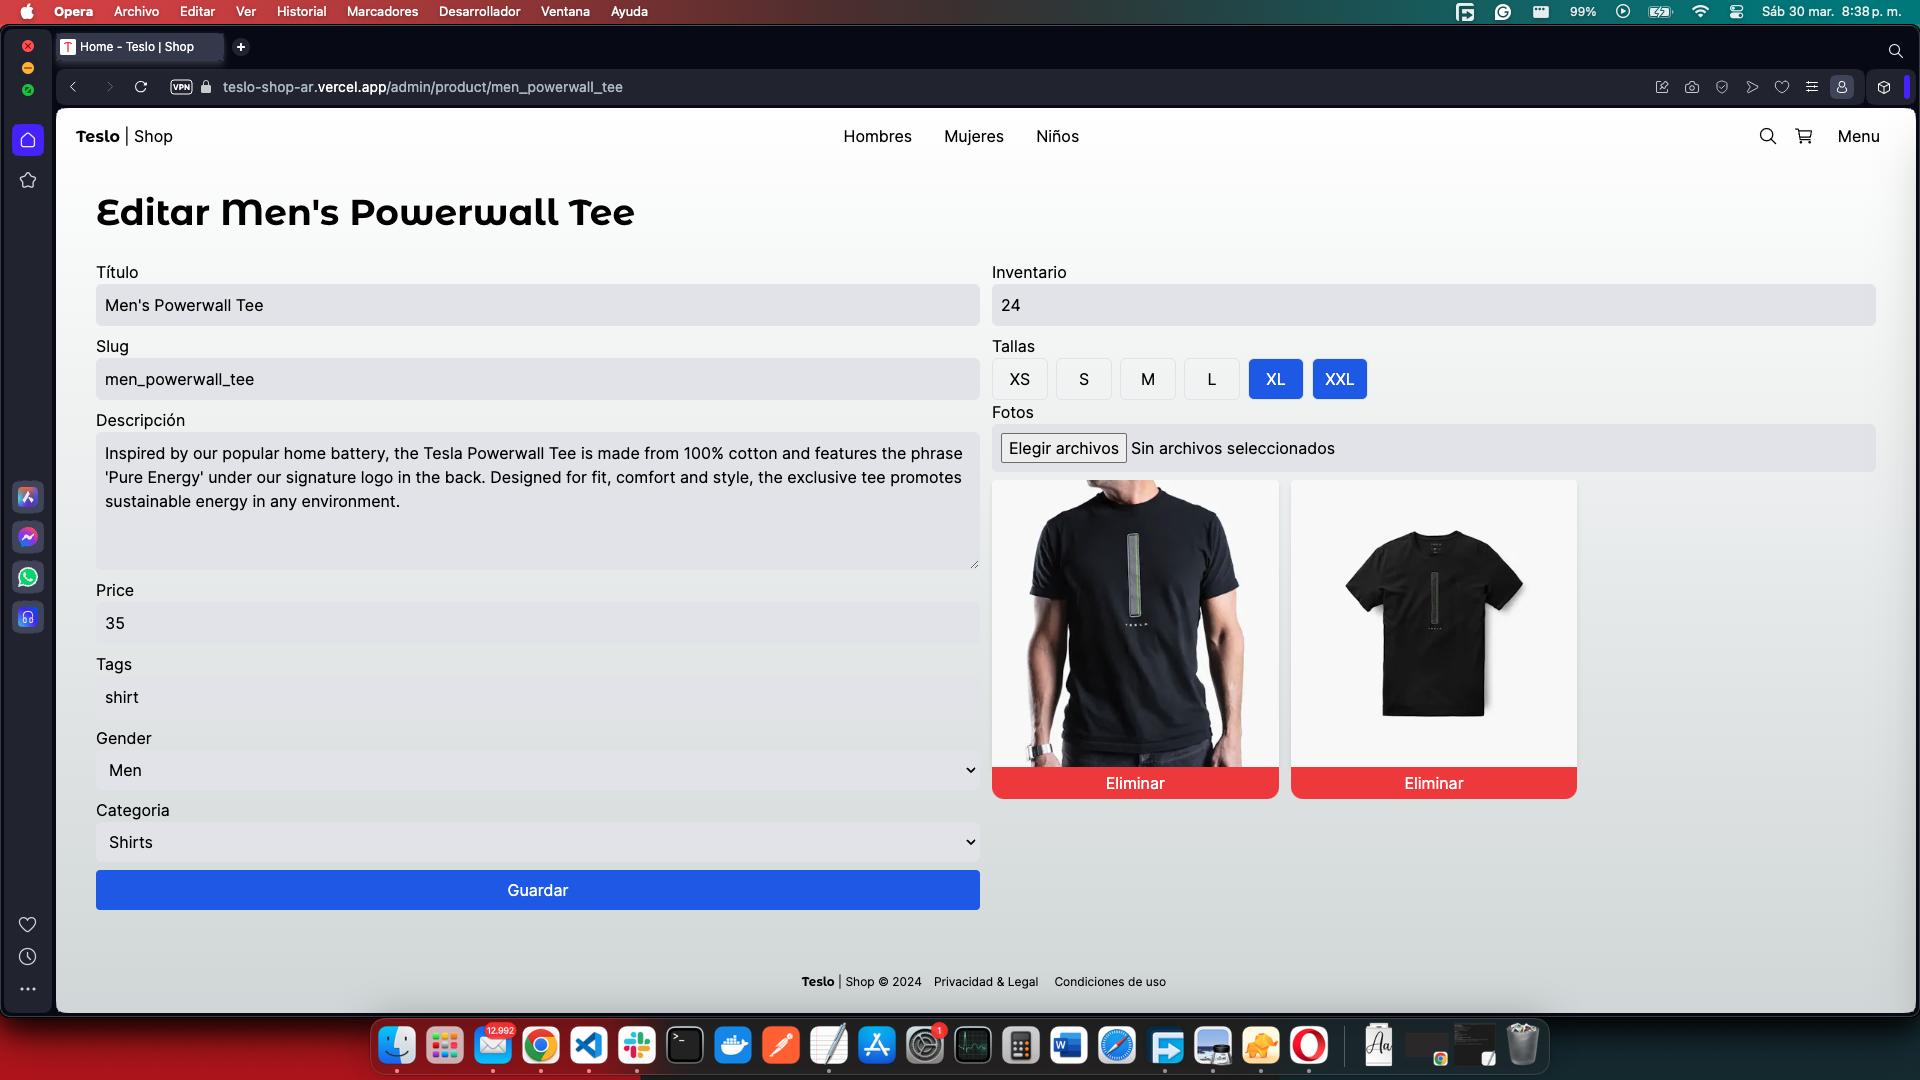 Opera Archivo Editar Ver Historial Marcadores Desarrollador Ventana Ayuda 99% Sáb 30 mar. 8:38 p. m.
Home - Teslo | Shop
VPN teslo-shop-ar.vercel.app/admin/product/men_powerwall_tee
Teslo | Shop Hombres Mujeres Niños Menu
Editar Men's Powerwall Tee
Título
Men's Powerwall Tee
Slug
men_powerwall_tee
Descripción
Inspired by our popular home battery, the Tesla Powerwall Tee is made from 100% cotton and features the phrase
'Pure Energy' under our signature logo in the back. Designed for fit, comfort and style, the exclusive tee promotes
sustainable energy in any environment.
Price
35
Tags
shirt
Gender
Men
Categoria
Shirts
Guardar
Inventario
24
Tallas
XS S M L XL XXL
Fotos
Elegir archivos Sin archivos seleccionados
TESLA
Eliminar Eliminar
Teslo | Shop © 2024 Privacidad & Legal Condiciones de uso
12.992 1